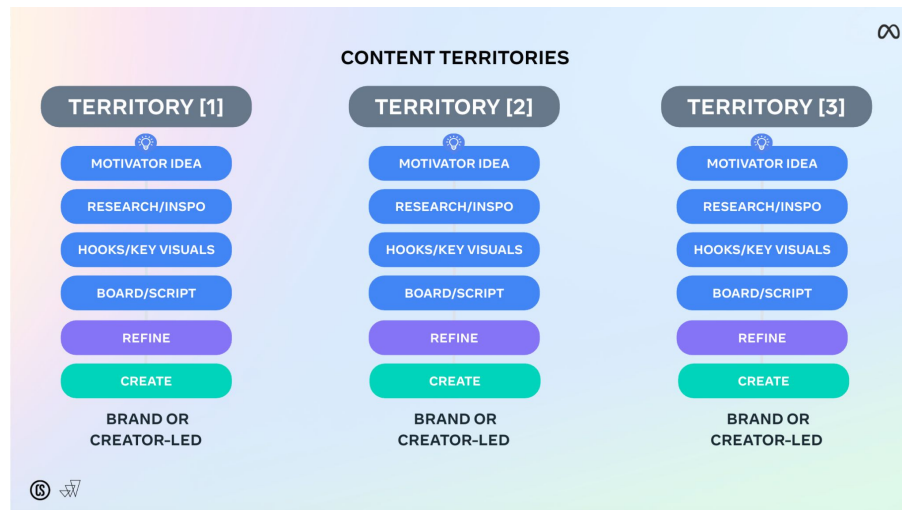 CONTENT TERRITORIES
TERRITORY [1]
MOTIVATOR IDEA
RESEARCH/INSPO
HOOKS/KEY VISUALS
BOARD/SCRIPT
REFINE
CREATE
BRAND OR
CREATOR-LED
TERRITORY [2]
MOTIVATOR IDEA
RESEARCH/INSPO
HOOKS/KEY VISUALS
BOARD/SCRIPT
REFINE
CREATE
BRAND OR
CREATOR-LED
TERRITORY [3]
MOTIVATOR IDEA
RESEARCH/INSPO
HOOKS/KEY VISUALS
BOARD/SCRIPT
REFINE
CREATE
BRAND OR
CREATOR-LED
CS